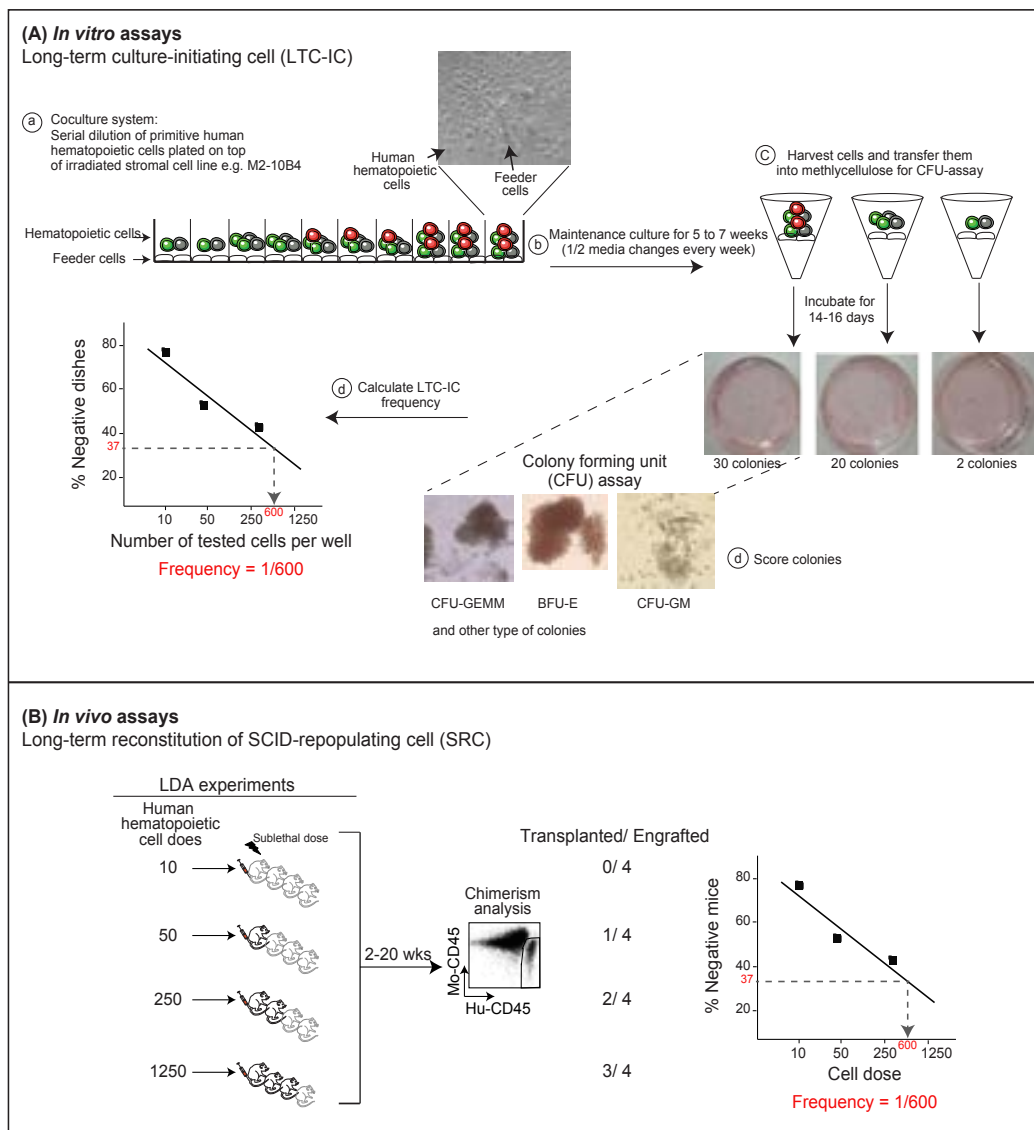 (A) In vitro assays
Long-term culture-initiating cell (LTC-IC)
a Coculture system:
Serial dilution of primitive human
hematopoietic cells plated on top
of irradiated stromal cell line e.g. M2-10B4
Human
hematopoietic
cells
Feeder
cells
Hematopoietic cells
Feeder cells
b Maintenance culture for 5 to 7 weeks
(1/2 media changes every week)
C Harvest cells and transfer them
into methlycellulose for CFU-assay
Incubate for
14-16 days
30 colonies
20 colonies
2 colonies
d Calculate LTC-IC
frequency
% Negative dishes
80
60
40
37
20
10
50
250
600
1250
Number of tested cells per well
Frequency = 1/600
Colony forming unit
(CFU) assay
CFU-GEMM
BFU-E
CFU-GM
and other type of colonies
d Score colonies
(B) In vivo assays
Long-term reconstitution of SCID-repopulating cell (SRC)
LDA experiments
Human
hematopoietic
cell does
Sublethal dose
10
50
250
1250
2-20 wks
Chimerism
analysis
Mo-CD45
Hu-CD45
Transplanted/ Engrafted
0/ 4
1/ 4
2/ 4
3/ 4
% Negative mice
80
60
40
37
20
10
50
250
600
1250
Cell dose
Frequency = 1/600